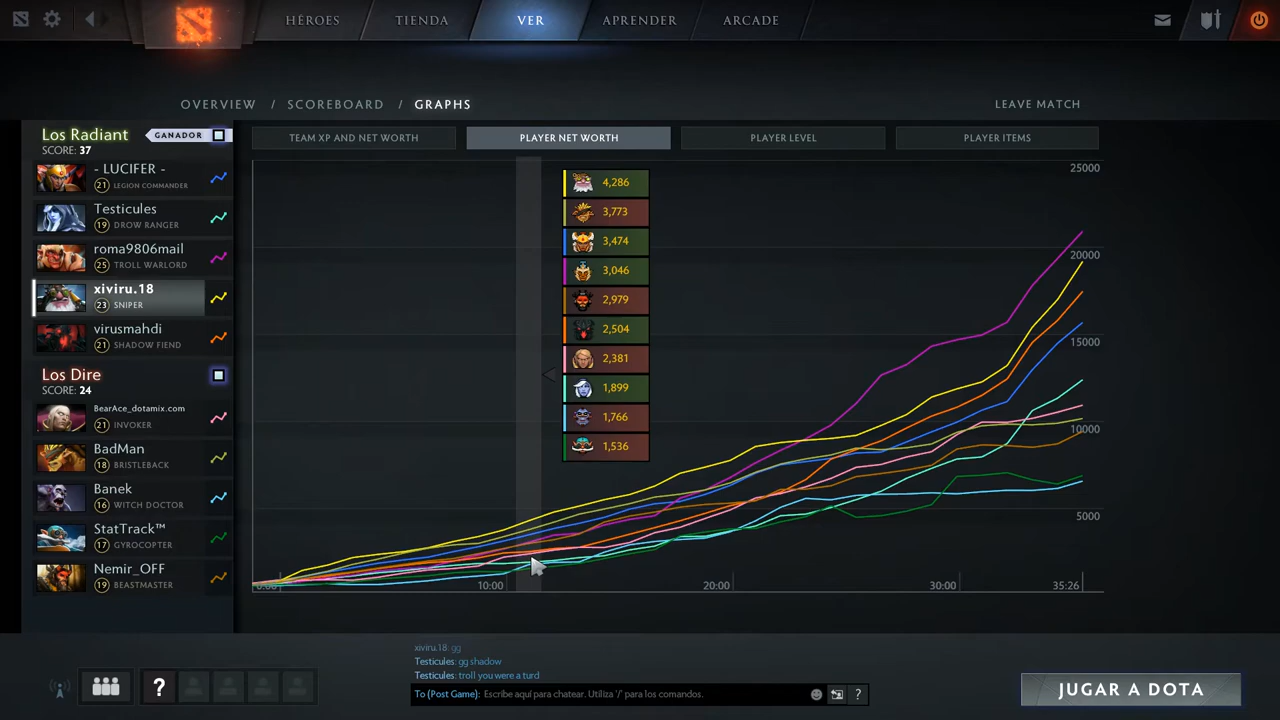 HÉROES TIENDA VER APRENDER ARCADE
OVERVIEW / SCOREBOARD / GRAPHS LEAVE MATCH
Los Radiant GANADOR
SCORE: 37
TEAM XP AND NET WORTH PLAYER NET WORTH PLAYER LEVEL PLAYER ITEMS
- LUCIFER -
21 LEGION COMMANDER
Testicules
19 DROW RANGER
roma9806mail
25 TROLL WARLORD
xiviru.18
23 SNIPER
virusmahdi
21 SHADOW FIEND
Los Dire
SCORE: 24
BearAce_dotamix.com
21 INVOKER
BadMan
18 BRISTLEBACK
Banek
16 WITCH DOCTOR
StatTrack™
17 GYROCOPTER
Nemir_OFF
19 BEASTMASTER
4,286
3,773
3,474
3,046
2,979
2,504
2,381
1,899
1,766
1,536
25000
20000
15000
10000
5000
0:00 10:00 20:00 30:00 35:26
xiviru.18: gg
Testicules: gg shadow
Testicules: troll you were a turd
To (Post Game): Escribe aquí para chatear. Utiliza '/' para los comandos. ?
?
JUGAR A DOTA